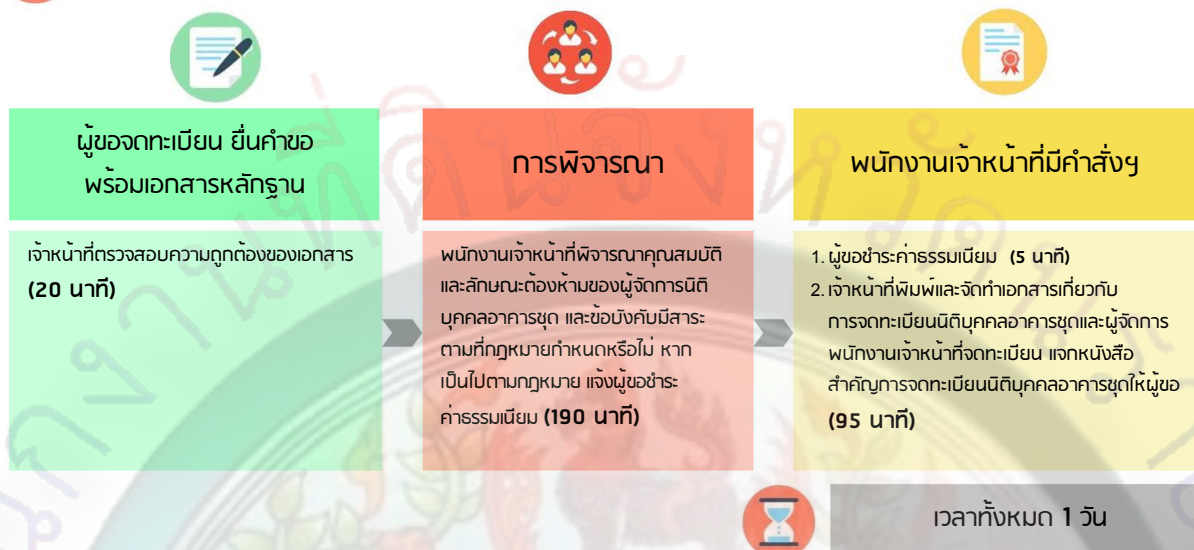 ผู้ขอจดทะเบียน ยื่นคำขอ
พร้อมเอกสารหลักฐาน
เจ้าหน้าที่ตรวจสอบความถูกต้องของเอกสาร
(20 นาที)
การพิจารณา
พนักงานเจ้าหน้าที่พิจารณาคุณสมบัติ
และลักษณะต้องห้ามของผู้จัดการนิติ
บุคคลอาคารชุด และข้อบังคับมีสาระ
ตามที่กฎหมายกำหนดหรือไม่ หาก
เป็นไปตามกฎหมาย แจ้งผู้ขอชำระ
ค่าธรรมเนียม (190 นาที)
พนักงานเจ้าหน้าที่มีคำสั่งฯ
1. ผู้ขอชำระค่าธรรมเนียม (5 นาที)
2. เจ้าหน้าที่พิมพ์และจัดทำเอกสารเกี่ยวกับ
การจดทะเบียนนิติบุคคลอาคารชุดและผู้จัดการ
พนักงานเจ้าหน้าที่จดทะเบียน แจกหนังสือ
สำคัญการจดทะเบียนนิติบุคคลอาคารชุดให้ผู้ขอ
(95 นาที)
เวลาทั้งหมด 1 วัน